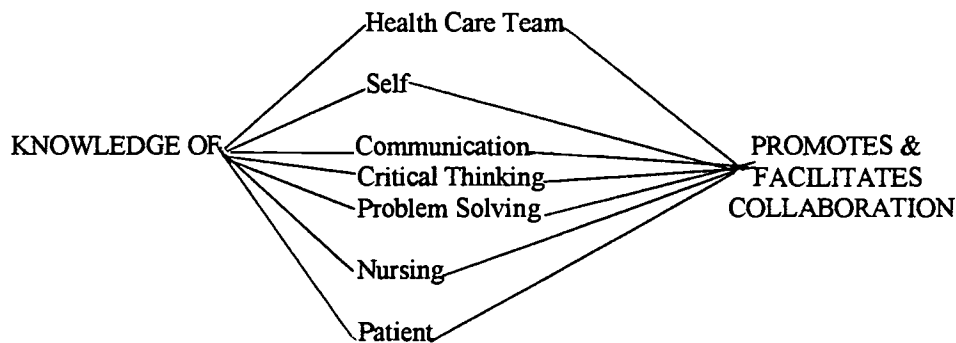 Health Care Team
Self
KNOWLEDGE OF
Communication
Critical Thinking
Problem Solving
Nursing
Patient
PROMOTES &
FACILITATES
COLLABORATION